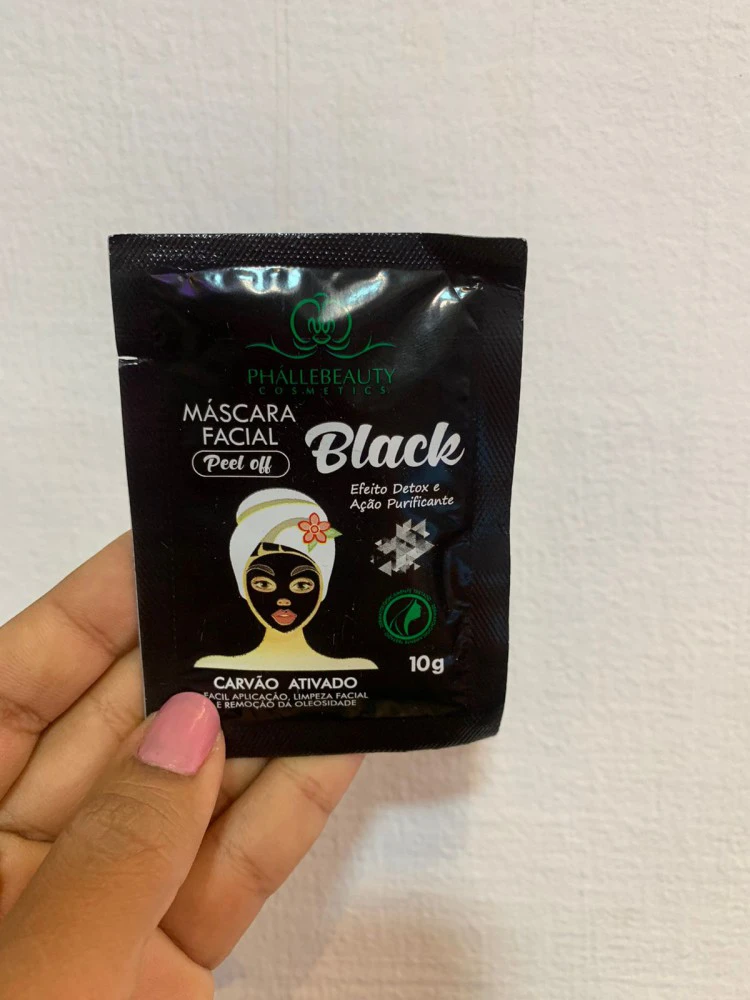 PHÁLLEBEAUTY
COSMETICS
MÁSCARA
FACIAL
Peel off
Black
Efeito Detox e
Ação Purificante
10g
CARVÃO ATIVADO
FACIL APLICAÇÃO, LIMPEZA FACIAL
E REMOÇÃO DA OLEOSIDADE